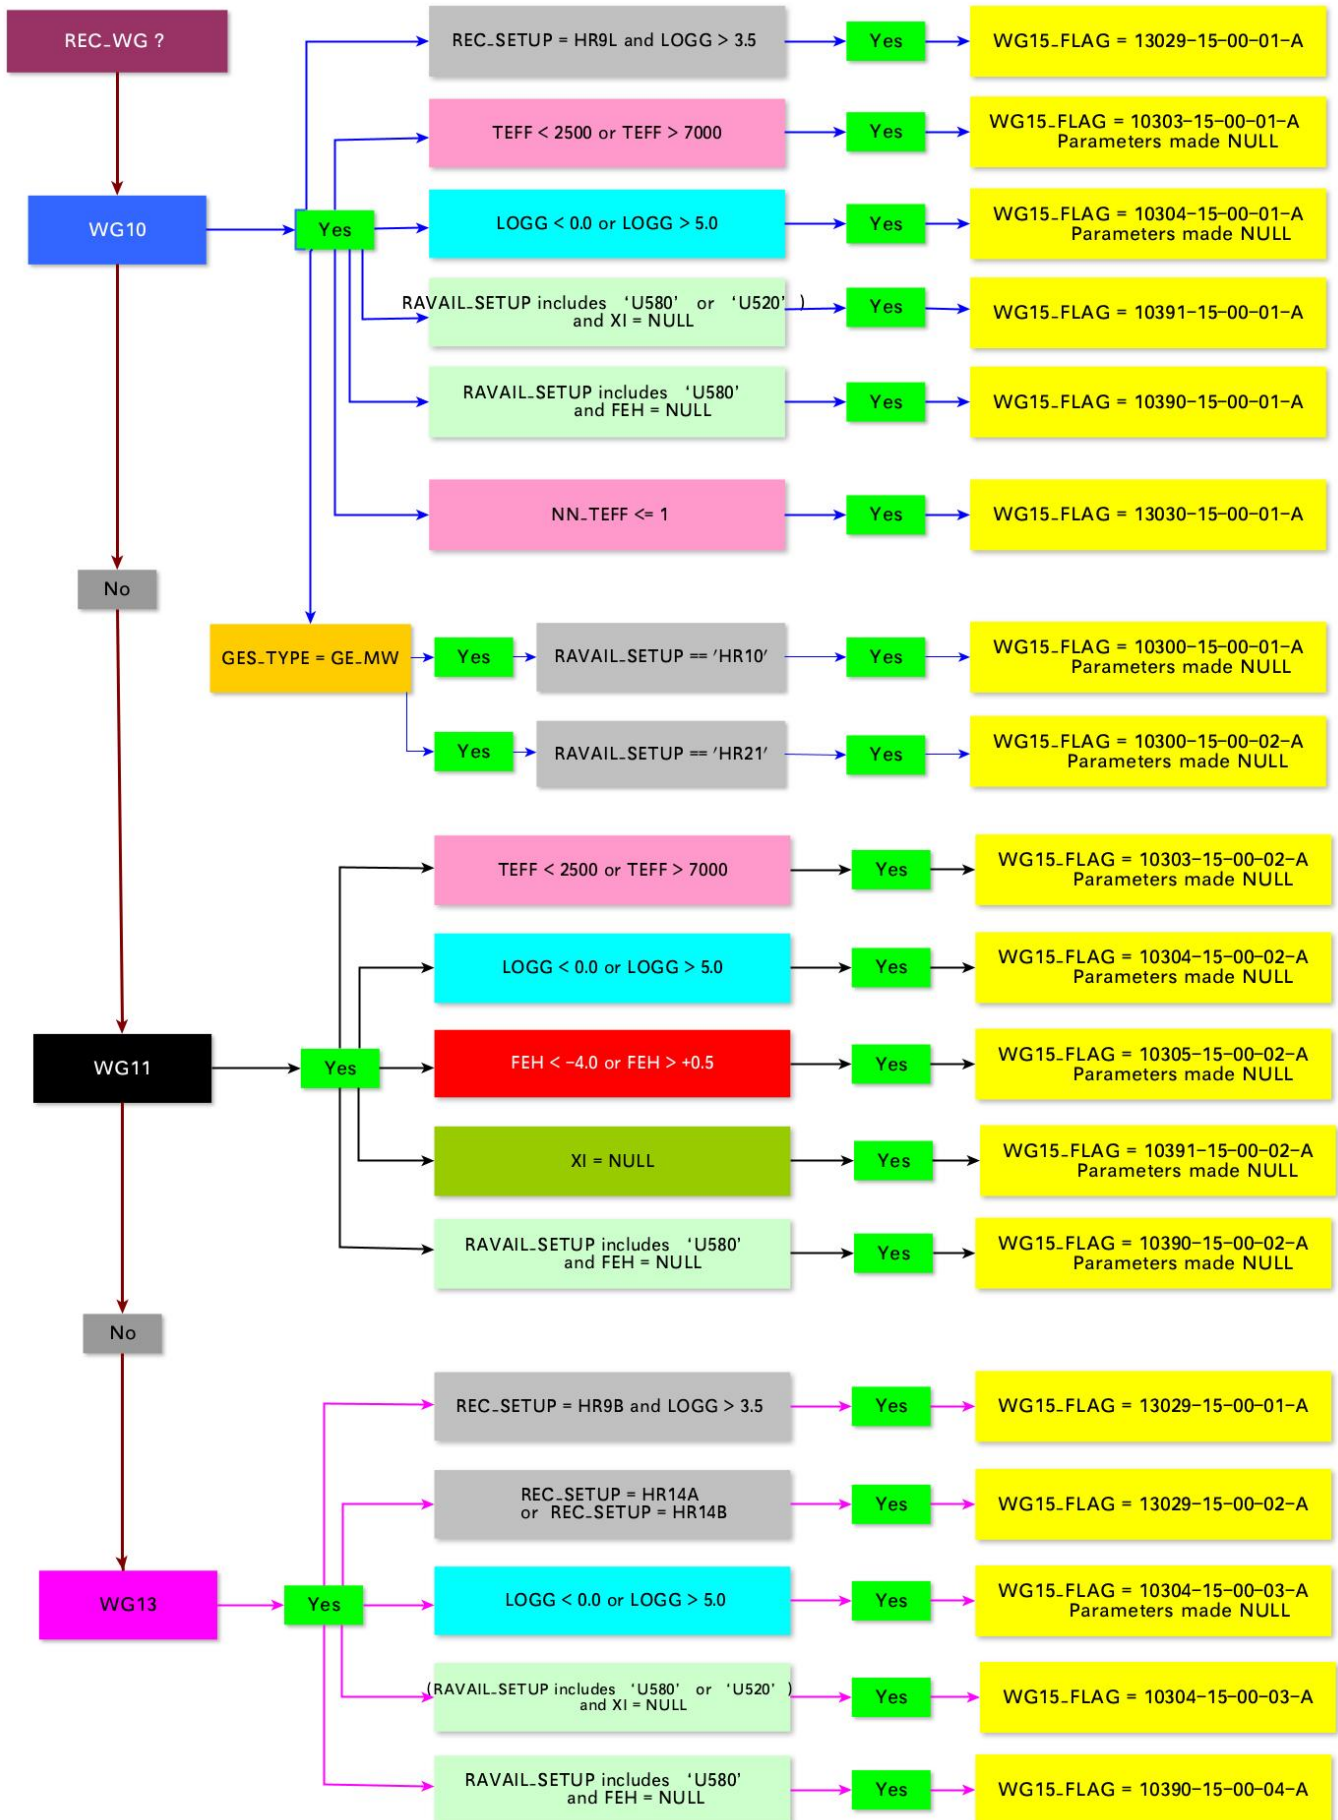 REC_WG ?
REC_SETUP = HR9L and LOGG > 3.5
Yes
WG15_FLAG = 13029-15-00-01-A
TEFF < 2500 or TEFF > 7000
Yes
WG15_FLAG = 10303-15-00-01-A
Parameters made NULL
WG10
Yes
LOGG < 0.0 or LOGG > 5.0
Yes
WG15_FLAG = 10304-15-00-01-A
Parameters made NULL
RAVAIL_SETUP includes ‘U580’ or ‘U520’ )
and XI = NULL
Yes
WG15_FLAG = 10391-15-00-01-A
RAVAIL_SETUP includes ‘U580’
and FEH = NULL
Yes
WG15_FLAG = 10390-15-00-01-A
NN_TEFF <= 1
Yes
WG15_FLAG = 13030-15-00-01-A
No
GES_TYPE = GE_MW
Yes
RAVAIL_SETUP == 'HR10'
Yes
WG15_FLAG = 10300-15-00-01-A
Parameters made NULL
Yes
RAVAIL_SETUP == 'HR21'
Yes
WG15_FLAG = 10300-15-00-02-A
Parameters made NULL
TEFF < 2500 or TEFF > 7000
Yes
WG15_FLAG = 10303-15-00-02-A
Parameters made NULL
LOGG < 0.0 or LOGG > 5.0
Yes
WG15_FLAG = 10304-15-00-02-A
Parameters made NULL
WG11
Yes
FEH < -4.0 or FEH > +0.5
Yes
WG15_FLAG = 10305-15-00-02-A
Parameters made NULL
XI = NULL
Yes
WG15_FLAG = 10391-15-00-02-A
Parameters made NULL
RAVAIL_SETUP includes ‘U580’
and FEH = NULL
Yes
WG15_FLAG = 10390-15-00-02-A
Parameters made NULL
No
REC_SETUP = HR9B and LOGG > 3.5
Yes
WG15_FLAG = 13029-15-00-01-A
REC_SETUP = HR14A
or REC_SETUP = HR14B
Yes
WG15_FLAG = 13029-15-00-02-A
WG13
Yes
LOGG < 0.0 or LOGG > 5.0
Yes
WG15_FLAG = 10304-15-00-03-A
Parameters made NULL
(RAVAIL_SETUP includes ‘U580’ or ‘U520’ )
and XI = NULL
Yes
WG15_FLAG = 10304-15-00-03-A
RAVAIL_SETUP includes ‘U580’
and FEH = NULL
Yes
WG15_FLAG = 10390-15-00-04-A